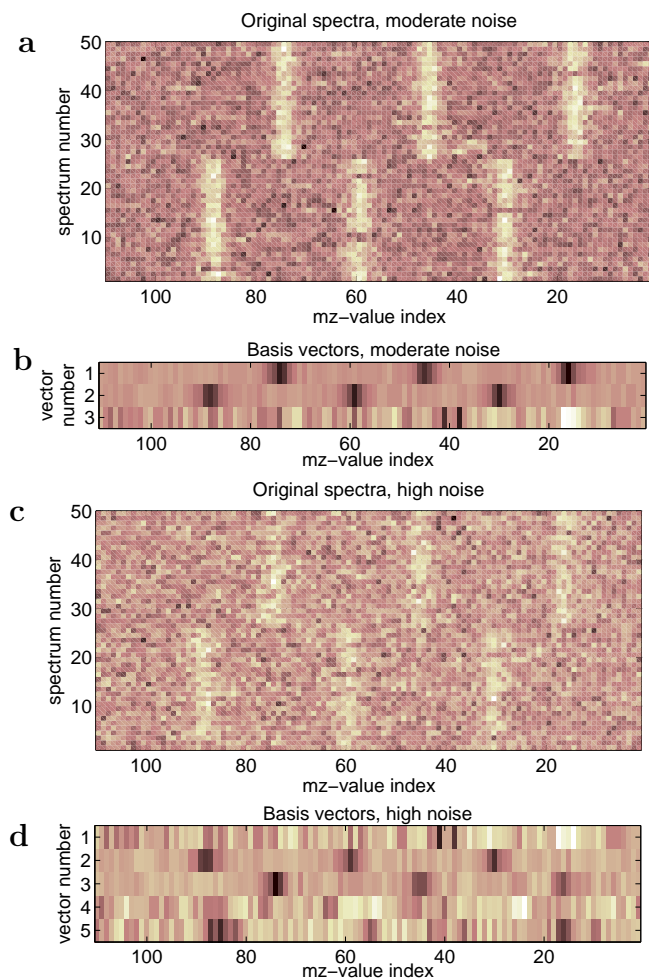 Original spectra, moderate noise
a
50
40
30
20
10
spectrum number
100 80 60 40 20
mz-value index
b
Basis vectors, moderate noise
1
2
3
vector number
100 80 60 40 20
mz-value index
Original spectra, high noise
c
50
40
30
20
10
spectrum number
100 80 60 40 20
mz-value index
Basis vectors, high noise
d
1
2
3
4
5
vector number
100 80 60 40 20
mz-value index